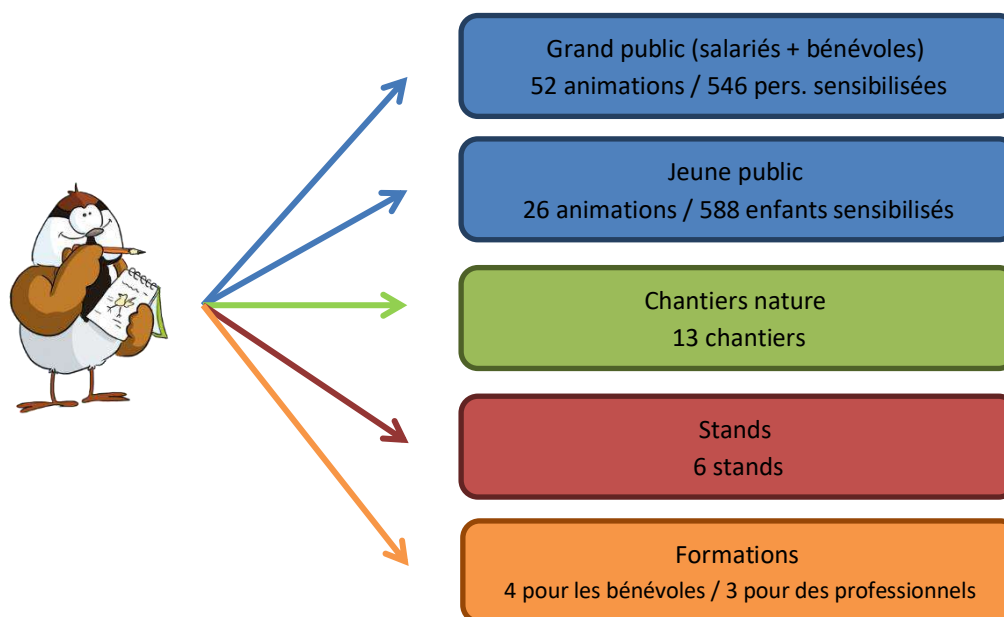 Grand public (salariés + bénévoles)
52 animations / 546 pers. sensibilisées
Jeune public
26 animations / 588 enfants sensibilisés
Chantiers nature
13 chantiers
Stands
6 stands
Formations
4 pour les bénévoles / 3 pour des professionnels